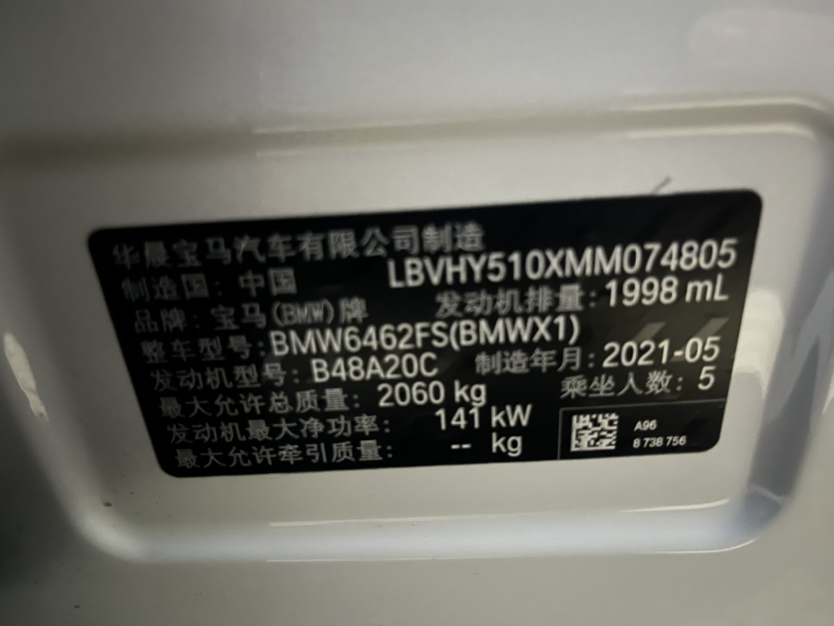 华晨宝马汽车有限公司制造
制造国：中国 LBVHY510XMM074805
品牌：宝马(BMW)牌 发动机排量：1998 mL
整车型号：BMW6462FS(BMWX1)
发动机型号：B48A20C 制造年月：2021-05
最大允许总质量：2060 kg 乘坐人数：5
发动机最大净功率：141 kW
最大允许牵引质量：-- kg
A96
8 738 756